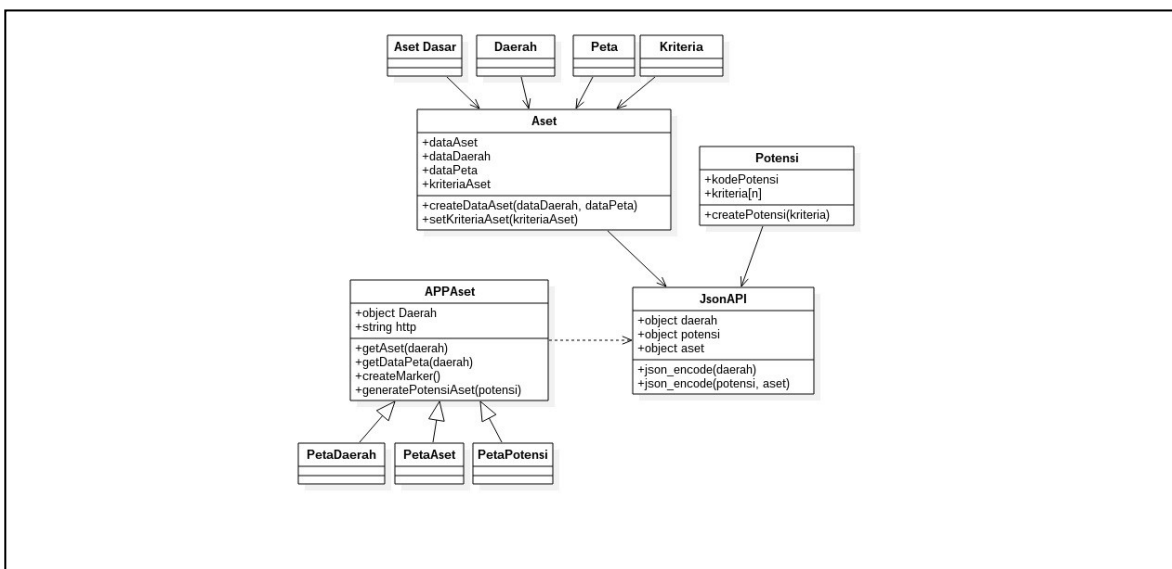 Aset Dasar
Daerah
Peta
Kriteria
Aset
+dataAset
+dataDaerah
+dataPeta
+kriteriaAset
+createDataAset(dataDaerah, dataPeta)
+setKriteriaAset(kriteriaAset)
Potensi
+kodePotensi
+kriteria[n]
+createPotensi(kriteria)
APPAset
+object Daerah
+string http
+getAset(daerah)
+getDataPeta(daerah)
+createMarker()
+generatePotensiAset(potensi)
JsonAPI
+object daerah
+object potensi
+object aset
+json_encode(daerah)
+json_encode(potensi, aset)
PetaDaerah
PetaAset
PetaPotensi